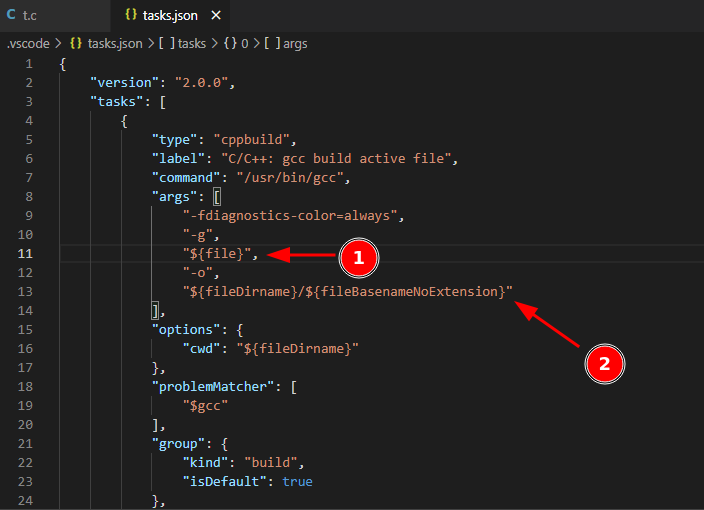 t.c tasks.json
.vscode > tasks.json > [ ] tasks > { } 0 > [ ] args
1 {
2 "version": "2.0.0",
3 "tasks": [
4 {
5 "type": "cppbuild",
6 "label": "C/C++: gcc build active file",
7 "command": "/usr/bin/gcc",
8 "args": [
9 "-fdiagnostics-color=always",
10 "-g",
11 "${file}",
1
12 "-o",
13 "${fileDirname}/${fileBasenameNoExtension}"
14 ],
15 "options": {
16 "cwd": "${fileDirname}"
2
17 },
18 "problemMatcher": [
19 "$gcc"
20 ],
21 "group": {
22 "kind": "build",
23 "isDefault": true
24 },